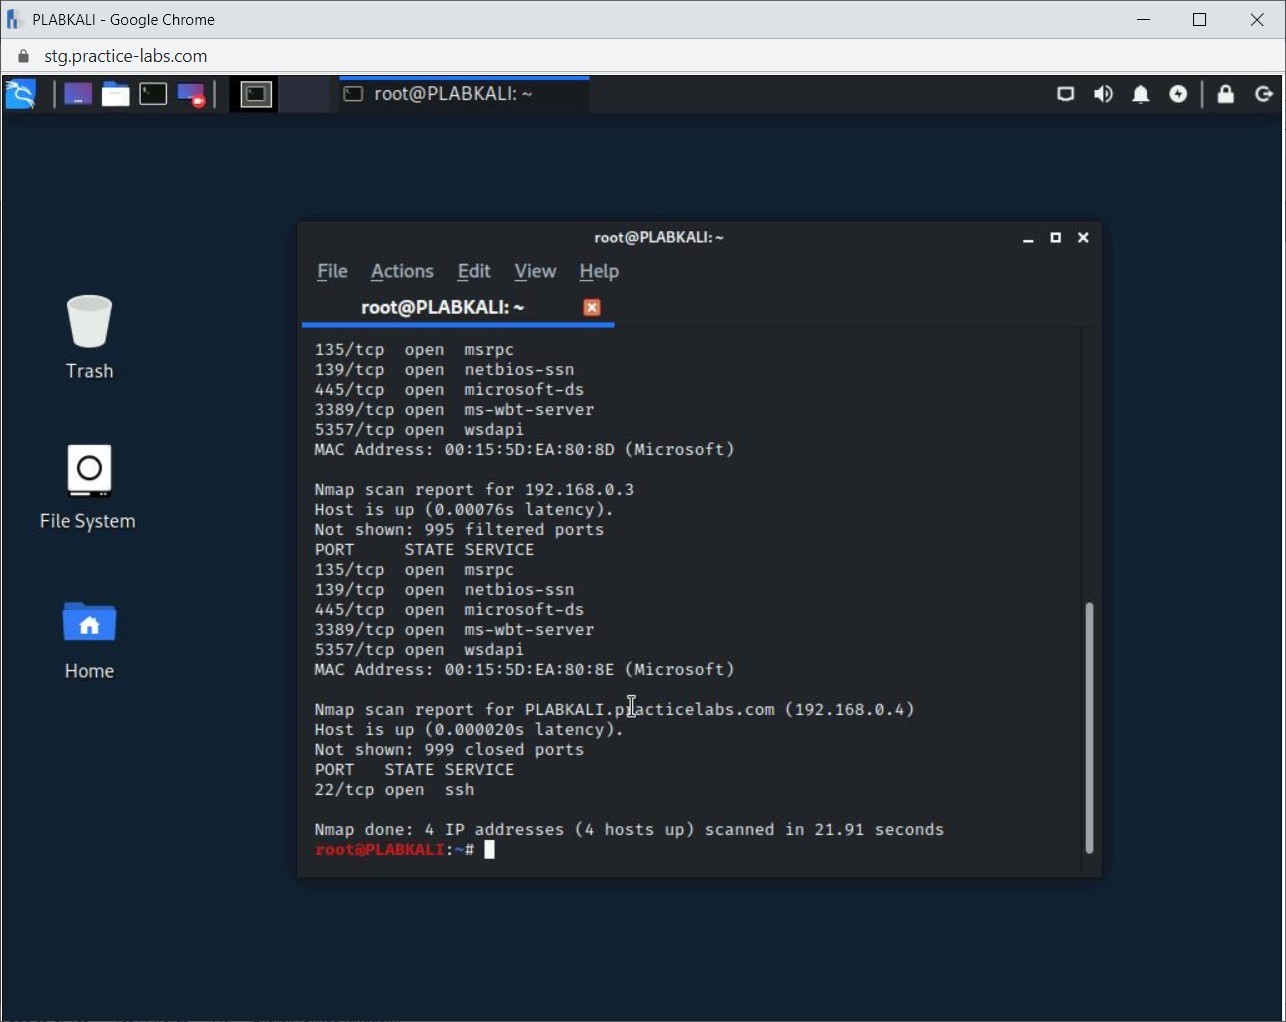 PLABKALI - Google Chrome
stg.practice-labs.com
root@PLABKALI: ~
root@PLABKALI:~
File Actions Edit View Help
root@PLABKALI: ~
Trash
File System
Home
135/tcp  open  msrpc
139/tcp  open  netbios-ssn
445/tcp  open  microsoft-ds
3389/tcp open  ms-wbt-server
5357/tcp open  wsdapi
MAC Address: 00:15:5D:EA:80:8D (Microsoft)
Nmap scan report for 192.168.0.3
Host is up (0.00076s latency).
Not shown: 995 filtered ports
PORT     STATE SERVICE
135/tcp  open  msrpc
139/tcp  open  netbios-ssn
445/tcp  open  microsoft-ds
3389/tcp open  ms-wbt-server
5357/tcp open  wsdapi
MAC Address: 00:15:5D:EA:80:8E (Microsoft)
Nmap scan report for PLABKALI.practicelabs.com (192.168.0.4)
Host is up (0.000020s latency).
Not shown: 999 closed ports
PORT   STATE SERVICE
22/tcp open  ssh
Nmap done: 4 IP addresses (4 hosts up) scanned in 21.91 seconds
root@PLABKALI:~#